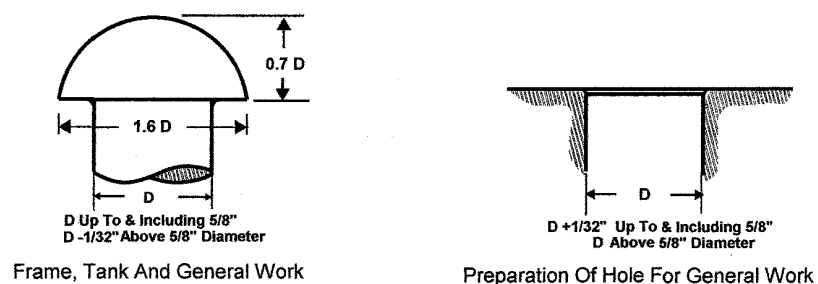 0.7 D
1.6 D
D
D Up To & Including 5/8"
D -1/32" Above 5/8" Diameter
Frame, Tank And General Work
D
D +1/32" Up To & Including 5/8"
D Above 5/8" Diameter
Preparation Of Hole For General Work